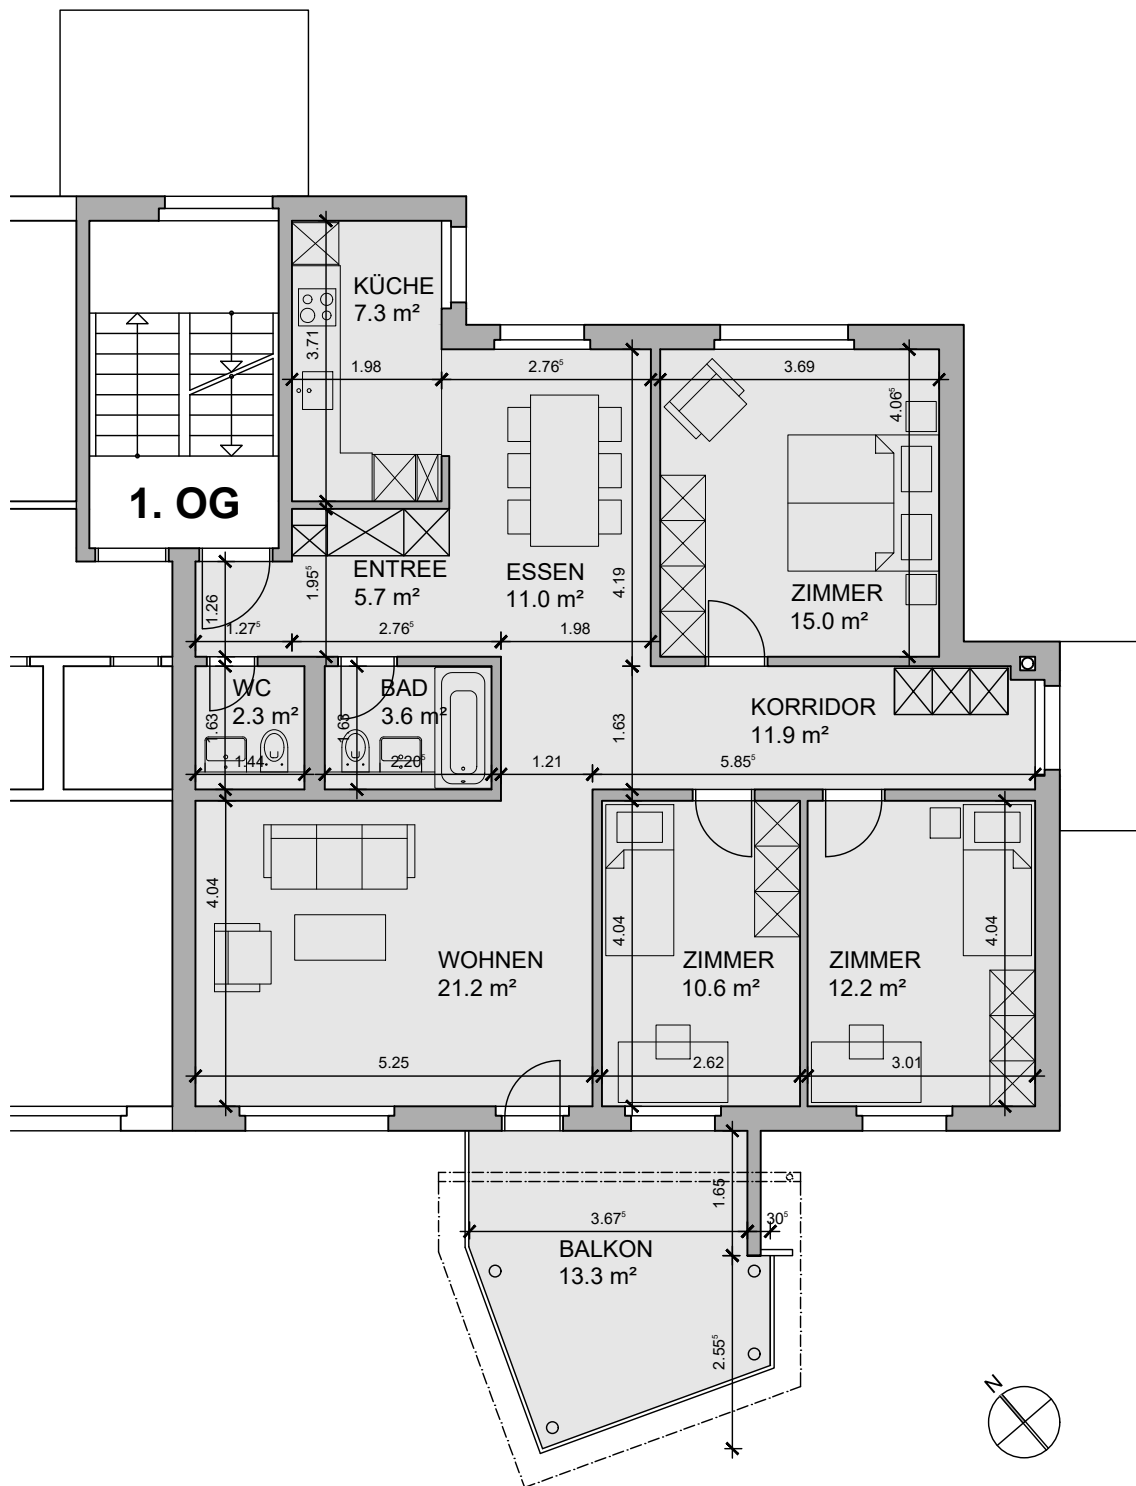 KÜCHE
7.3 m²
3.71
1.98
2.76⁵
3.69
4.06⁵
1. OG
ENTREE
5.7 m²
1.95⁵
ESSEN
11.0 m²
4.19
ZIMMER
15.0 m²
1.26
1.27⁵
2.76⁵
1.98
WC
2.3 m²
1.63
1.44
BAD
3.6 m²
1.63
2.20⁵
1.21
1.63
KORRIDOR
11.9 m²
5.85⁵
4.04
WOHNEN
21.2 m²
5.25
4.04
ZIMMER
10.6 m²
2.62
4.04
ZIMMER
12.2 m²
3.01
1.65
3.67⁵
30⁵
BALKON
13.3 m²
2.55⁵
N